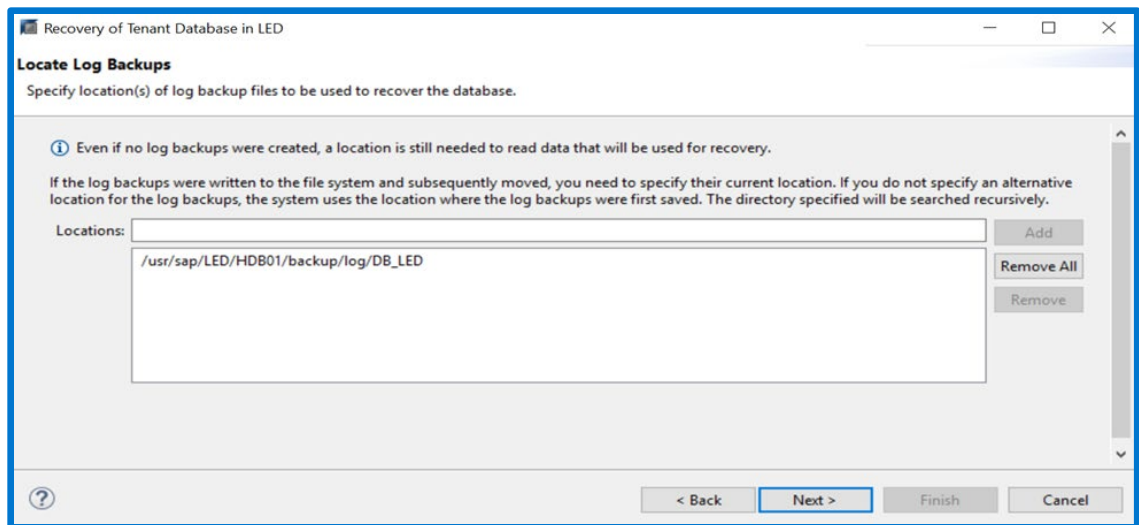 Recovery of Tenant Database in LED
Locate Log Backups
Specify location(s) of log backup files to be used to recover the database.
Even if no log backups were created, a location is still needed to read data that will be used for recovery.
If the log backups were written to the file system and subsequently moved, you need to specify their current location. If you do not specify an alternative
location for the log backups, the system uses the location where the log backups were first saved. The directory specified will be searched recursively.
Locations:
Add
/usr/sap/LED/HDB01/backup/log/DB_LED
Remove All
Remove
< Back
Next >
Finish
Cancel